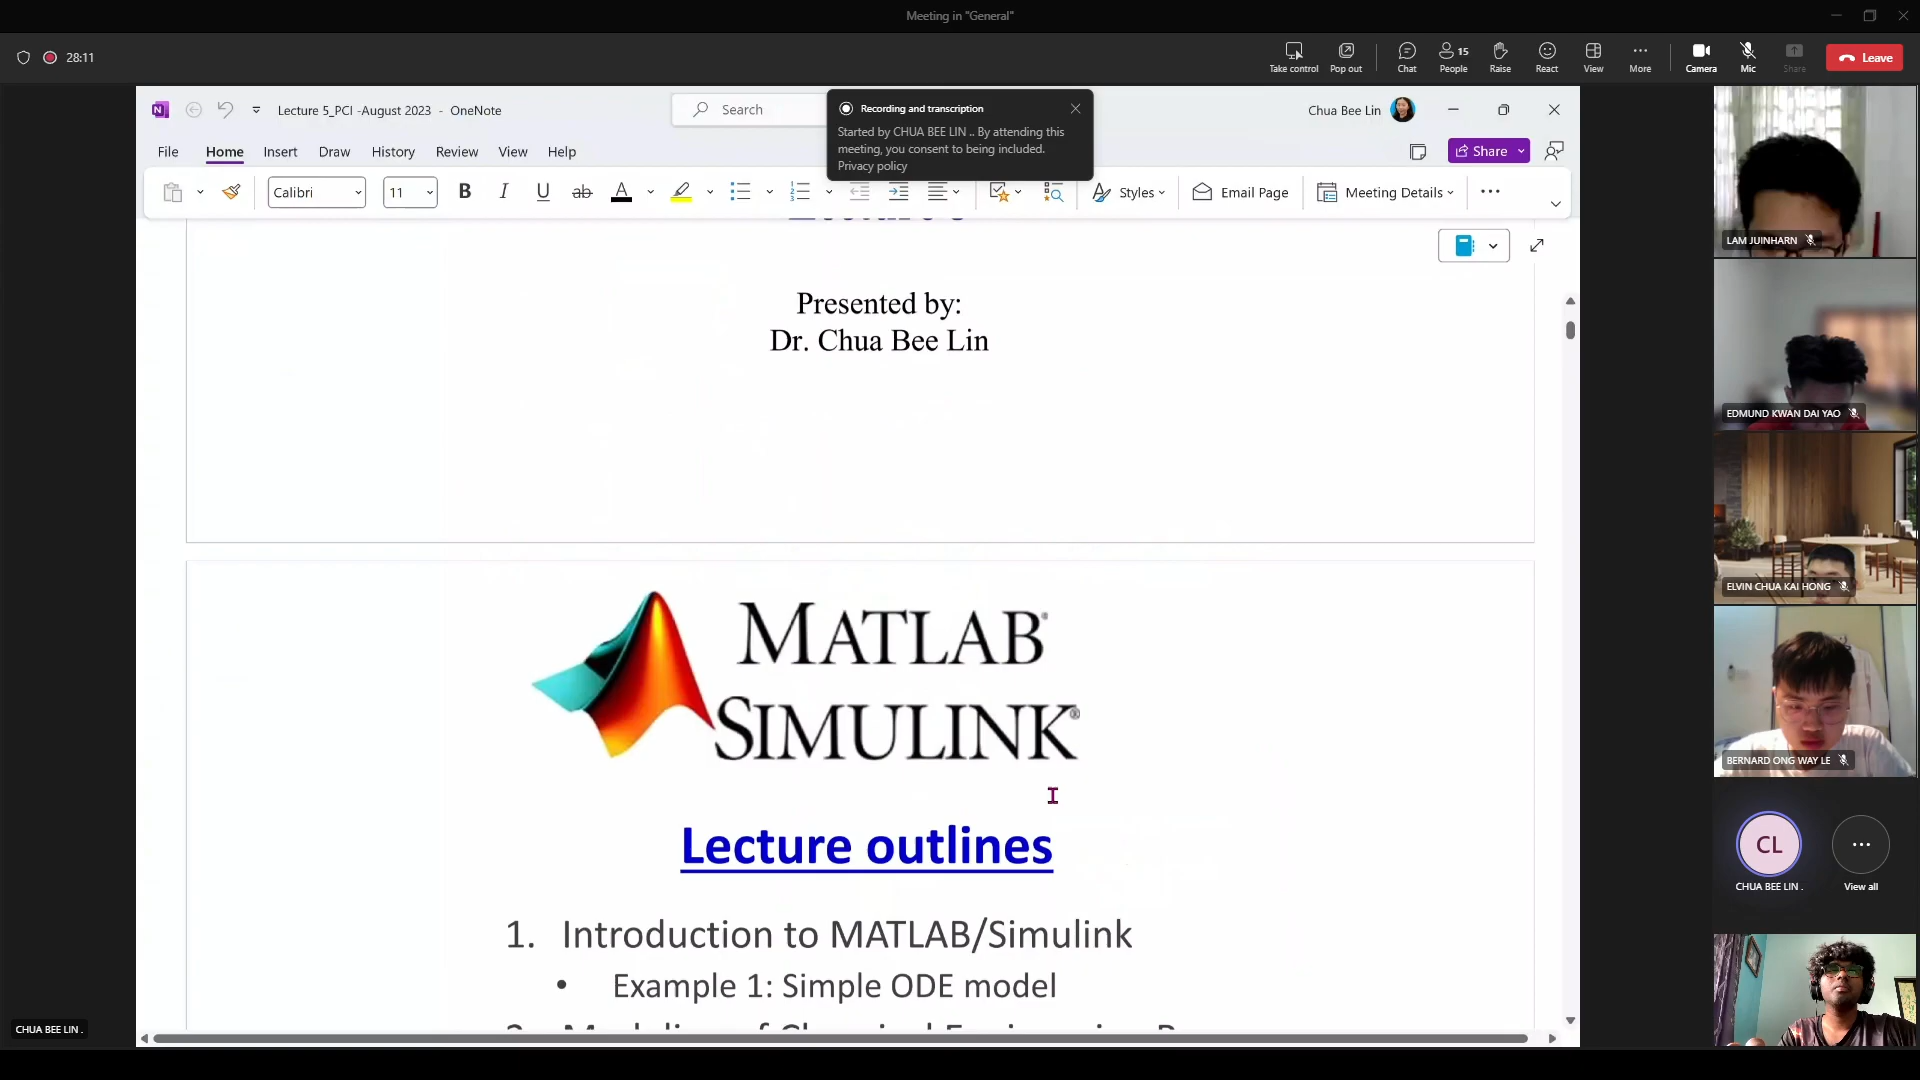 Meeting in "General"
28:11
Take control
Pop out
Chat
15
People
Raise
React
View
More
Camera
Mic
Share
Leave
Lecture 5_PCI -August 2023 - OneNote
Search
Recording and transcription
Started by CHUA BEE LIN .. By attending this
meeting, you consent to being included.
Privacy policy
Chua Bee Lin
File
Home
Insert
Draw
History
Review
View
Help
Share
Calibri
11
B
I
U
ab
A
Styles
Email Page
Meeting Details
Presented by:
Dr. Chua Bee Lin
MATLAB®
SIMULINK®
Lecture outlines
1. Introduction to MATLAB/Simulink
• Example 1: Simple ODE model
LAM JUINHARN
EDMUND KWAN DAI YAO
ELVIN CHUA KAI HONG
BERNARD ONG WAY LE
CL
CHUA BEE LIN .
View all
CHUA BEE LIN .